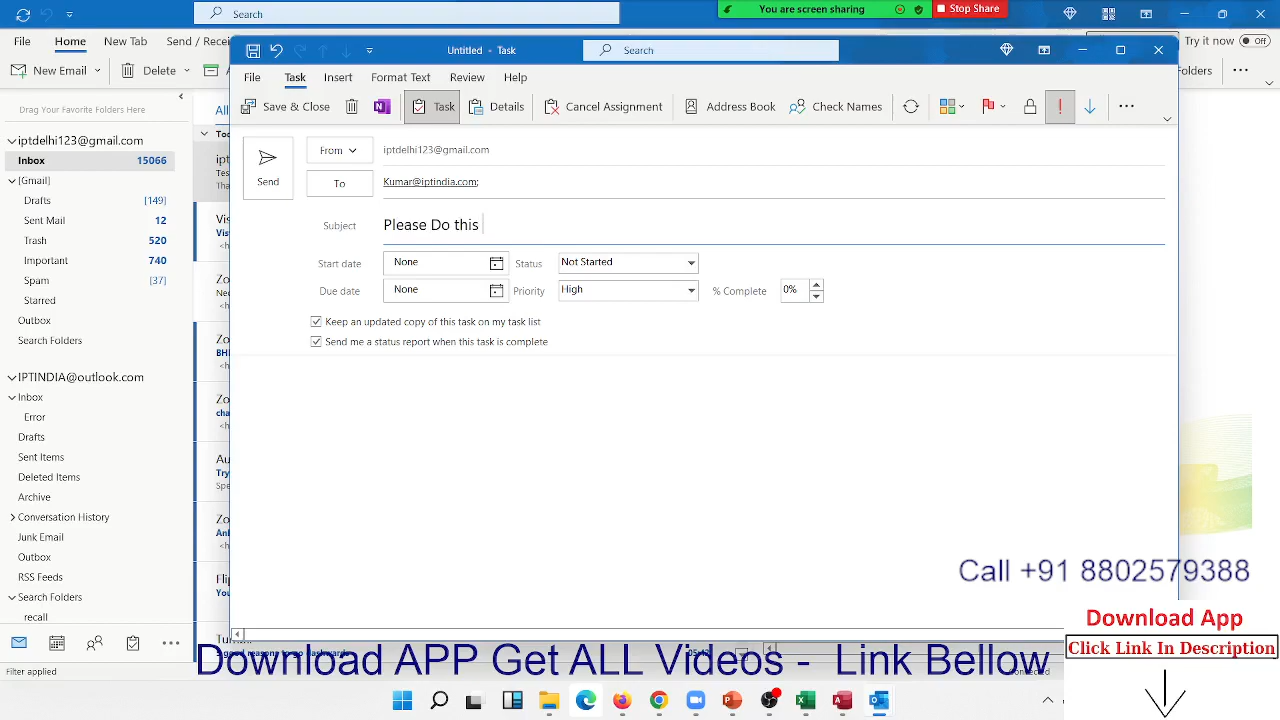 Search
You are screen sharing
Stop Share
File
Home
New Tab
Send / Recei
Try it now
Off
New Email
Delete
Folders
Untitled - Task
Search
File
Task
Insert
Format Text
Review
Help
Save & Close
Task
Details
Cancel Assignment
Address Book
Check Names
Drag Your Favorite Folders Here
All
iptdelhi123@gmail.com
Inbox 15066
[Gmail]
Drafts [149]
Sent Mail 12
Trash 520
Important 740
Spam [37]
Starred
Outbox
Search Folders
IPTINDIA@outlook.com
Inbox
Error
Drafts
Sent Items
Deleted Items
Archive
Conversation History
Junk Email
Outbox
RSS Feeds
Search Folders
recall
Send
From
iptdelhi123@gmail.com
To
Kumar@iptindia.com;
Subject
Please Do this
Start date
None
Status
Not Started
Due date
None
Priority
High
% Complete
0%
Keep an updated copy of this task on my task list
Send me a status report when this task is complete
Call +91 8802579388
Download App
Click Link In Description
Download APP Get ALL Videos - Link Bellow
Filter applied